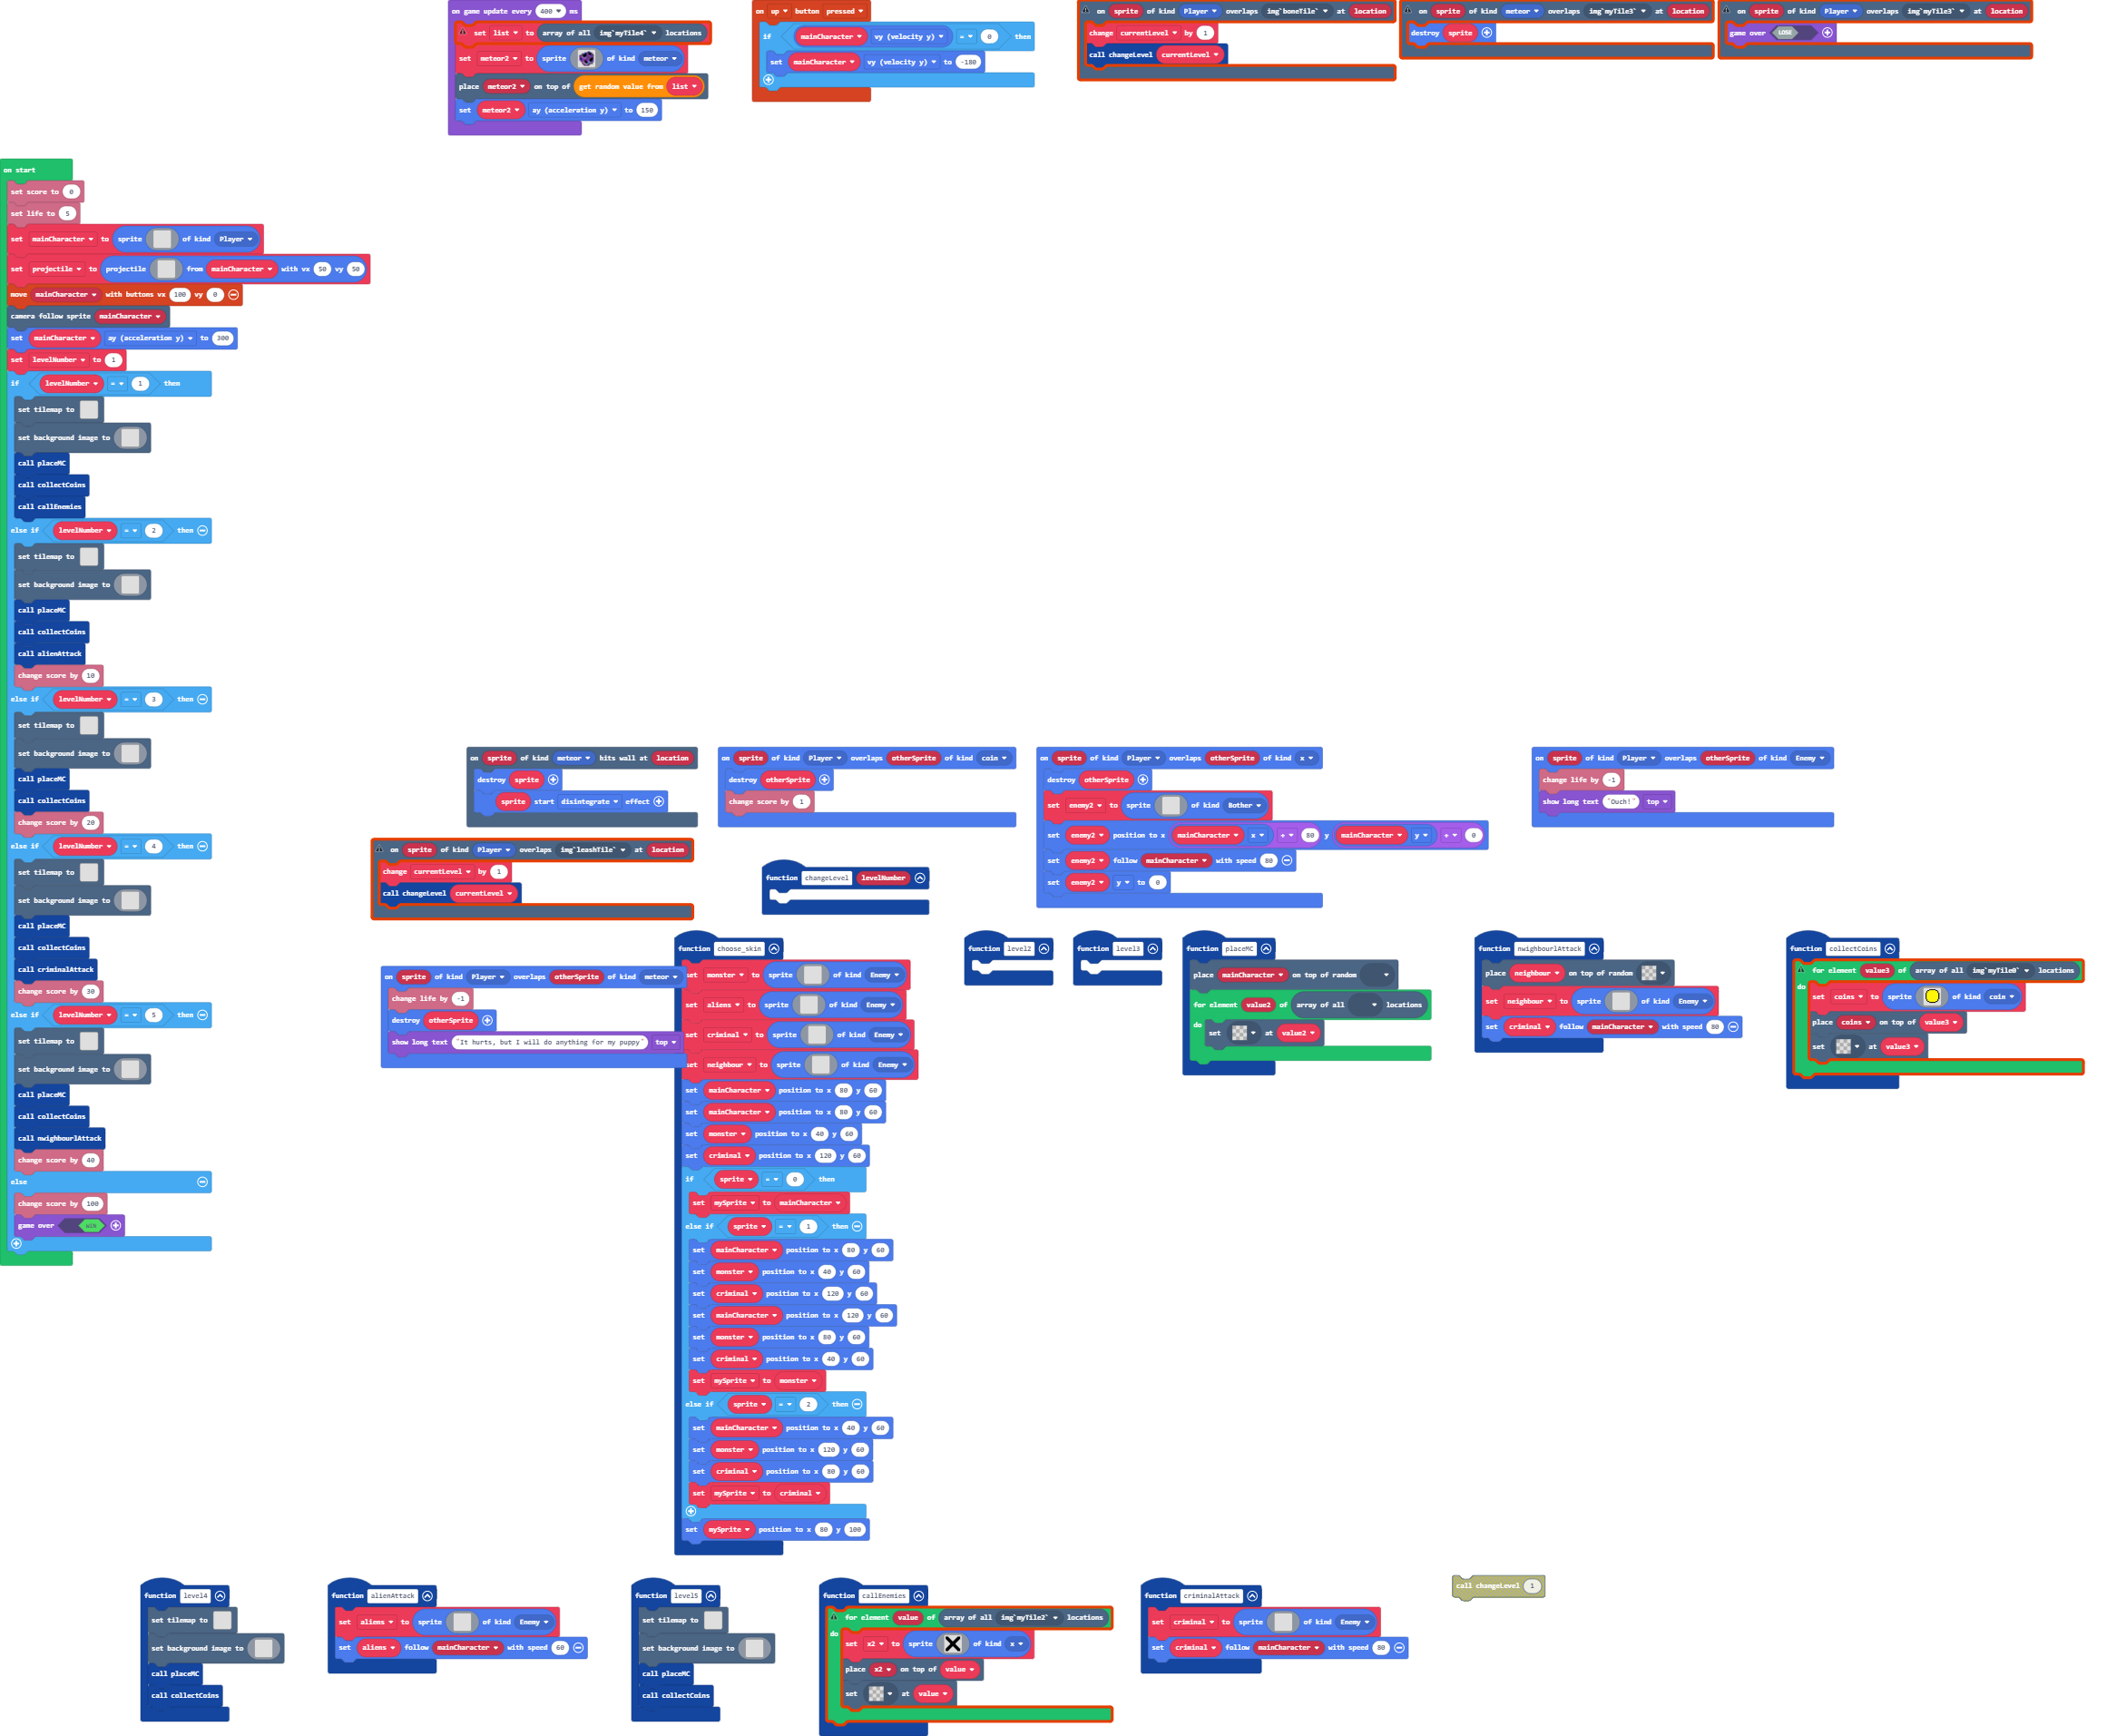 on game update every 400 ms
set list to array of all img`myTile4` locations
set meteor2 to sprite of kind meteor
place meteor2 on top of get random value from list
set meteor2 ay (acceleration y) to 150
on up button pressed
if mainCharacter vy (velocity y) = 0 then
set mainCharacter vy (velocity y) to -180
on sprite of kind Player overlaps img`boneTile` at location
change currentLevel by 1
call changeLevel currentLevel
on sprite of kind meteor overlaps img`myTile3` at location
destroy sprite
on sprite of kind Player overlaps img`myTile3` at location
game over LOSE
on start
set score to 0
set life to 5
set mainCharacter to sprite of kind Player
set projectile to projectile from mainCharacter with vx 50 vy 50
move mainCharacter with buttons vx 100 vy 0
camera follow sprite mainCharacter
set mainCharacter ay (acceleration y) to 300
set levelNumber to 1
if levelNumber = 1 then
set tilemap to
set background image to
call placeMC
call collectCoins
call callEnemies
else if levelNumber = 2 then
set tilemap to
set background image to
call placeMC
call collectCoins
call alienAttack
change score by 10
else if levelNumber = 3 then
set tilemap to
set background image to
call placeMC
call collectCoins
change score by 20
else if levelNumber = 4 then
set tilemap to
set background image to
call placeMC
call collectCoins
call criminalAttack
change score by 30
else if levelNumber = 5 then
set tilemap to
set background image to
call placeMC
call collectCoins
call nwighbourlAttack
change score by 40
else
change score by 100
game over WIN
on sprite of kind meteor hits wall at location
destroy sprite
sprite start disintegrate effect
on sprite of kind Player overlaps otherSprite of kind coin
destroy otherSprite
change score by 1
on sprite of kind Player overlaps otherSprite of kind x
destroy otherSprite
set enemy2 to sprite of kind Bother
set enemy2 position to x mainCharacter x + 80 y mainCharacter y + 0
set enemy2 follow mainCharacter with speed 80
set enemy2 y to 0
on sprite of kind Player overlaps otherSprite of kind Enemy
change life by -1
show long text "Ouch!" top
on sprite of kind Player overlaps img`leashTile` at location
change currentLevel by 1
call changeLevel currentLevel
function changeLevel levelNumber
on sprite of kind Player overlaps otherSprite of kind meteor
change life by -1
destroy otherSprite
show long text "It hurts, but I will do anything for my puppy" top
function choose_skin
set monster to sprite of kind Enemy
set aliens to sprite of kind Enemy
set criminal to sprite of kind Enemy
set neighbour to sprite of kind Enemy
set mainCharacter position to x 80 y 60
set mainCharacter position to x 80 y 60
set monster position to x 40 y 60
set criminal position to x 120 y 60
if sprite = 0 then
set mySprite to mainCharacter
else if sprite = 1 then
set mainCharacter position to x 80 y 60
set monster position to x 40 y 60
set criminal position to x 120 y 60
set mainCharacter position to x 120 y 60
set monster position to x 80 y 60
set criminal position to x 40 y 60
set mySprite to monster
else if sprite = 2 then
set mainCharacter position to x 40 y 60
set monster position to x 120 y 60
set criminal position to x 80 y 60
set mySprite to criminal
set mySprite position to x 80 y 100
function level2
function level3
function placeMC
place mainCharacter on top of random
for element value2 of array of all locations
do
set at value2
function nwighbourlAttack
place neighbour on top of random
set neighbour to sprite of kind Enemy
set criminal follow mainCharacter with speed 80
function collectCoins
for element value3 of array of all img`myTile0` locations
do
set coins to sprite of kind coin
place coins on top of value3
set at value3
function level4
set tilemap to
set background image to
call placeMC
call collectCoins
function alienAttack
set aliens to sprite of kind Enemy
set aliens follow mainCharacter with speed 60
function level5
set tilemap to
set background image to
call placeMC
call collectCoins
function callEnemies
for element value of array of all img`myTile2` locations
do
set x2 to sprite of kind x
place x2 on top of value
set at value
function criminalAttack
set criminal to sprite of kind Enemy
set criminal follow mainCharacter with speed 80
call changeLevel 1